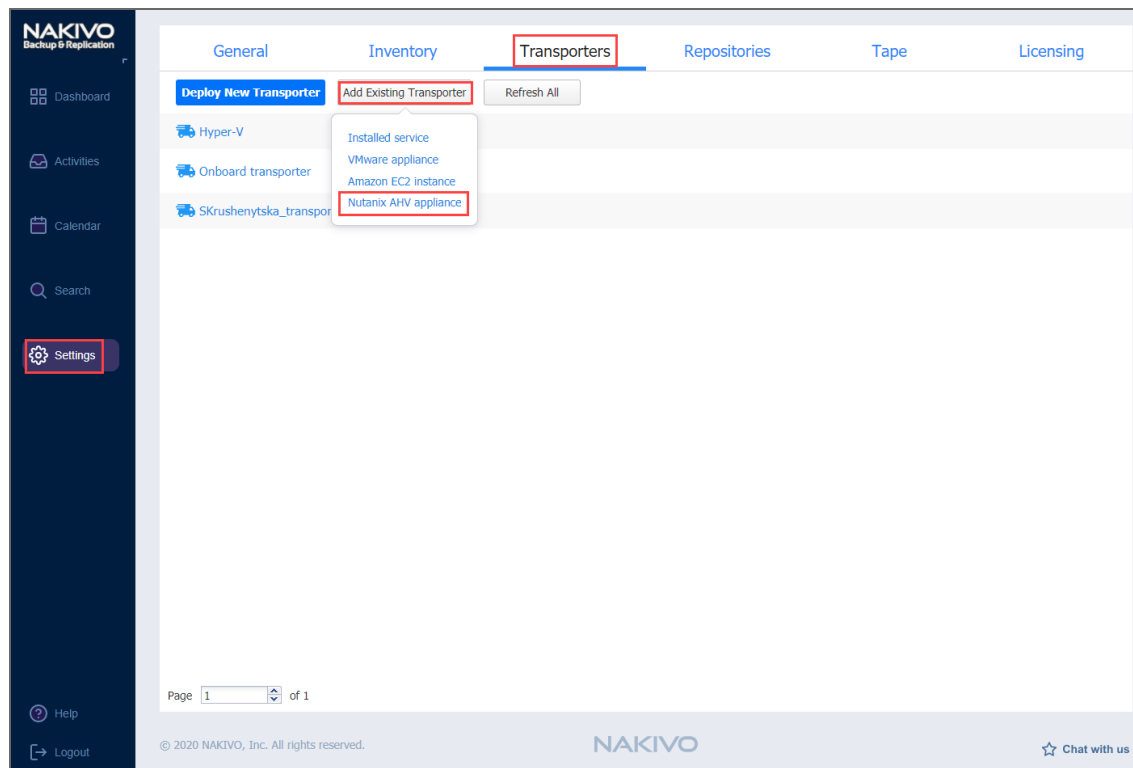 NAKIVO
Backup & Replication
General
Inventory
Transporters
Repositories
Tape
Licensing
Dashboard
Activities
Calendar
Search
Settings
Deploy New Transporter
Add Existing Transporter
Refresh All
Hyper-V
Onboard transporter
SKrushenytska_transpor
Installed service
VMware appliance
Amazon EC2 instance
Nutanix AHV appliance
Page 1 of 1
Help
Logout
© 2020 NAKIVO, Inc. All rights reserved.
NAKIVO
Chat with us